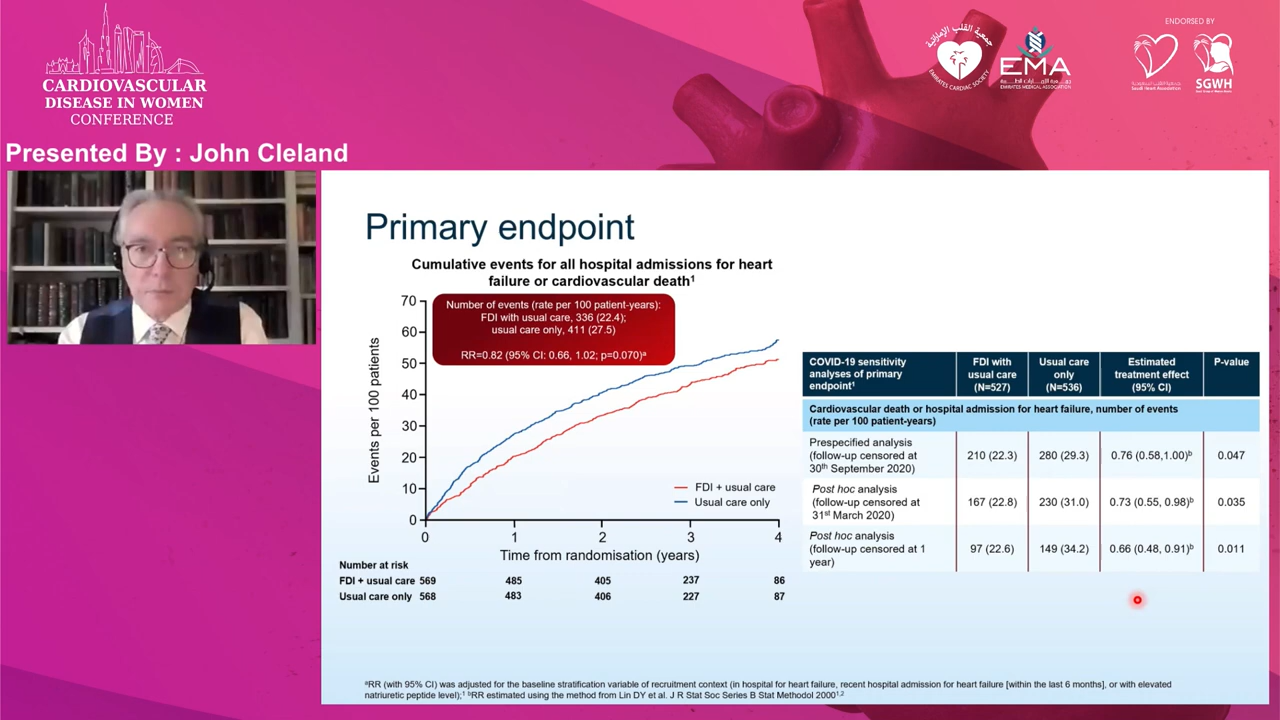 CARDIOVASCULAR
DISEASE IN WOMEN
CONFERENCE
جمعية القلب الإماراتية
EMIRATES CARDIAC SOCIETY
EMA
EMIRATES MEDICAL ASSOCIATION
ENDORSED BY
Saudi Heart Association
SGWH
Presented By : John Cleland
Primary endpoint
Cumulative events for all hospital admissions for heart
failure or cardiovascular death¹
Number of events (rate per 100 patient-years):
FDI with usual care, 336 (22.4);
usual care only, 411 (27.5)
RR=0.82 (95% CI: 0.66, 1.02; p=0.070)ᵃ
Events per 100 patients
70
60
50
40
30
20
10
0
FDI + usual care
Usual care only
0 1 2 3 4
Time from randomisation (years)
Number at risk
FDI + usual care 569 485 405 237 86
Usual care only 568 483 406 227 87
COVID-19 sensitivity
analyses of primary
endpoint¹
FDI with
usual care
(N=527)
Usual care
only
(N=536)
Estimated
treatment effect
(95% CI)
P-value
Cardiovascular death or hospital admission for heart failure, number of events
(rate per 100 patient-years)
Prespecified analysis
(follow-up censored at
30th September 2020)
210 (22.3) 280 (29.3) 0.76 (0.58,1.00)ᵇ 0.047
Post hoc analysis
(follow-up censored at
31st March 2020)
167 (22.8) 230 (31.0) 0.73 (0.55, 0.98)ᵇ 0.035
Post hoc analysis
(follow-up censored at 1
year)
97 (22.6) 149 (34.2) 0.66 (0.48, 0.91)ᵇ 0.011
ᵃRR (with 95% CI) was adjusted for the baseline stratification variable of recruitment context (in hospital for heart failure, recent hospital admission for heart failure [within the last 6 months], or with elevated
natriuretic peptide level);¹ ᵇRR estimated using the method from Lin DY et al. J R Stat Soc Series B Stat Methodol 2000¹,²